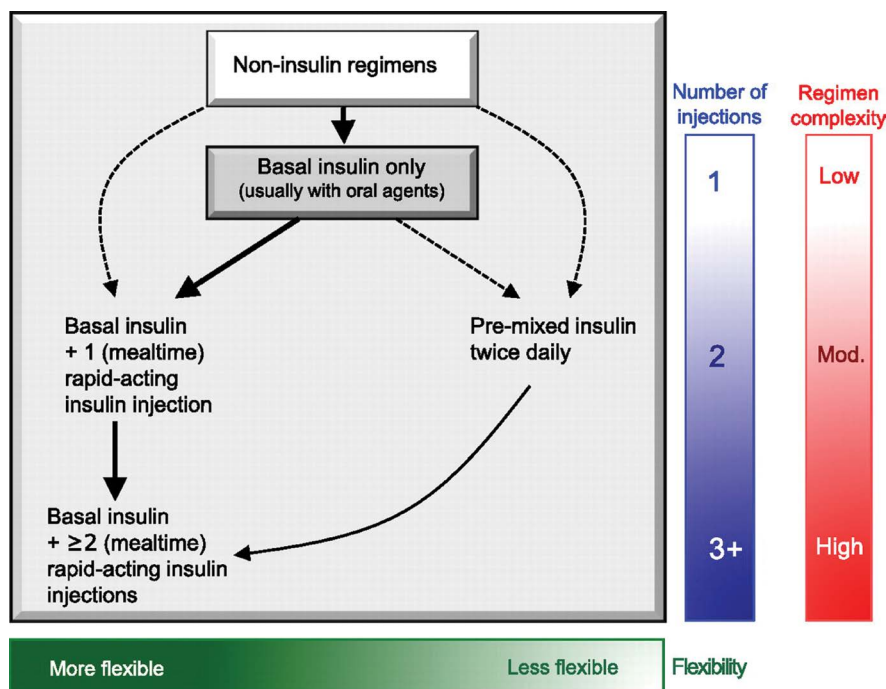 Non-insulin regimens
Basal insulin only
(usually with oral agents)
Basal insulin
+ 1 (mealtime)
rapid-acting
insulin injection
Pre-mixed insulin
twice daily
Basal insulin
+ ≥2 (mealtime)
rapid-acting insulin
injections
Number of
injections
1
2
3+
Regimen
complexity
Low
Mod.
High
More flexible
Less flexible
Flexibility